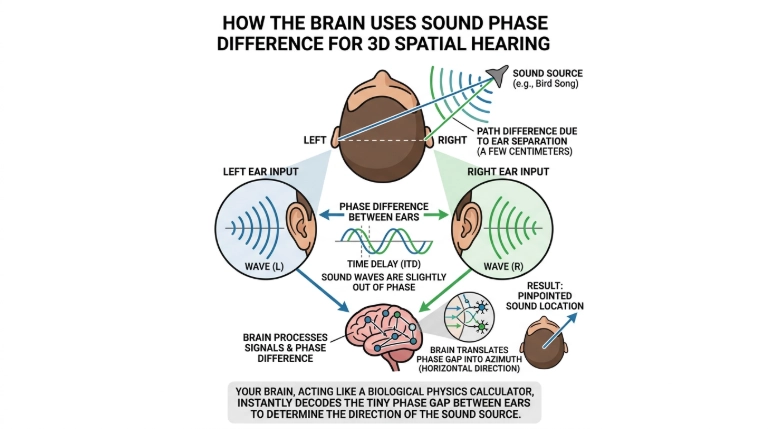 HOW THE BRAIN USES SOUND PHASE
DIFFERENCE FOR 3D SPATIAL HEARING
SOUND SOURCE
(e.g., Bird Song)
LEFT
RIGHT
PATH DIFFERENCE DUE
TO EAR SEPARATION
(A FEW CENTIMETERS)
LEFT EAR INPUT
RIGHT EAR INPUT
PHASE DIFFERENCE
BETWEEN EARS
TIME DELAY (ITD)
WAVE (L)
WAVE (R)
SOUND WAVES ARE SLIGHTLY
OUT OF PHASE
RESULT:
PINPOINTED
SOUND LOCATION
BRAIN PROCESSES
SIGNALS & PHASE
DIFFERENCE
BRAIN TRANSLATES
PHASE GAP INTO AZIMUTH
(HORIZONTAL DIRECTION)
YOUR BRAIN, ACTING LIKE A BIOLOGICAL PHYSICS CALCULATOR,
INSTANTLY DECODES THE TINY PHASE GAP BETWEEN EARS
TO DETERMINE THE DIRECTION OF THE SOUND SOURCE.